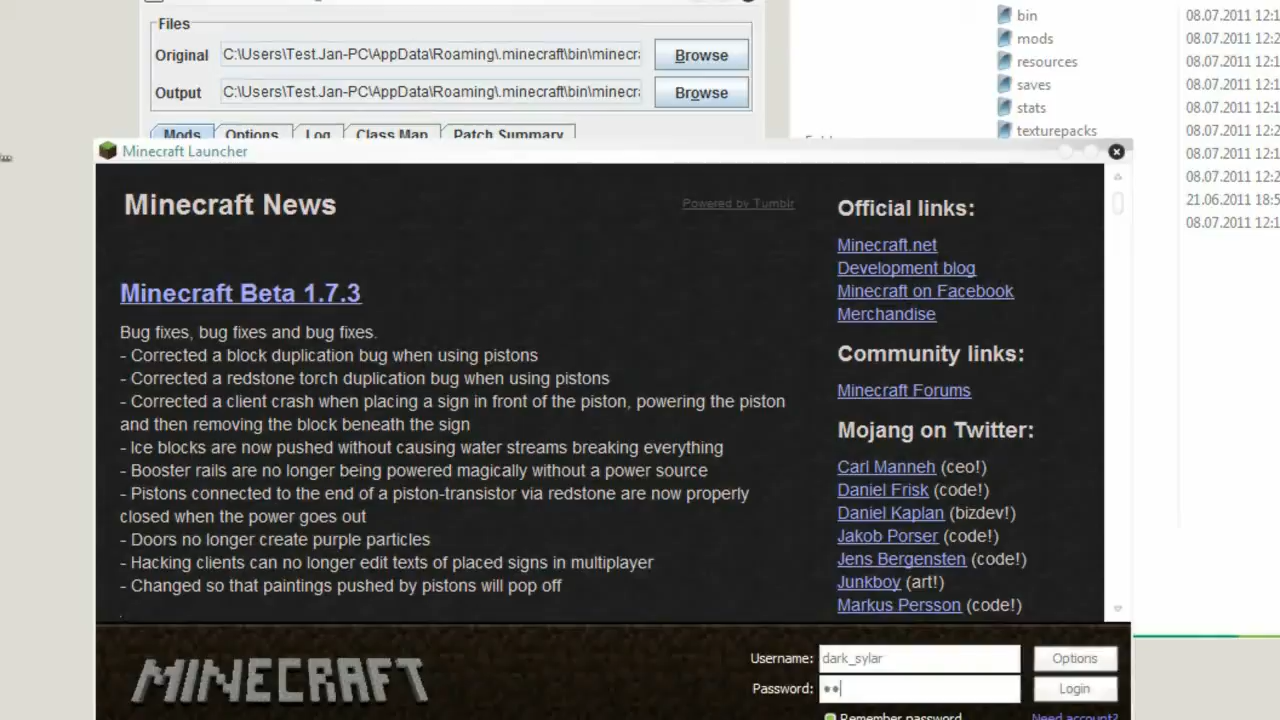 Files
Original C:\Users\Test.Jan-PC\AppData\Roaming\.minecraft\bin\minecra Browse
Output C:\Users\Test.Jan-PC\AppData\Roaming\.minecraft\bin\minecra Browse
Mods Options Log Class Map Patch Summary
bin 08.07.2011 12:1
mods 08.07.2011 12:2
resources 08.07.2011 12:1
saves 08.07.2011 12:2
stats 08.07.2011 12:1
texturepacks 08.07.2011 12:2
08.07.2011 12:1
08.07.2011 12:2
21.06.2011 18:5
08.07.2011 12:1
Minecraft Launcher
Minecraft News
Powered by Tumblr
Minecraft Beta 1.7.3
Bug fixes, bug fixes and bug fixes.
- Corrected a block duplication bug when using pistons
- Corrected a redstone torch duplication bug when using pistons
- Corrected a client crash when placing a sign in front of the piston, powering the piston
and then removing the block beneath the sign
- Ice blocks are now pushed without causing water streams breaking everything
- Booster rails are no longer being powered magically without a power source
- Pistons connected to the end of a piston-transistor via redstone are now properly
closed when the power goes out
- Doors no longer create purple particles
- Hacking clients can no longer edit texts of placed signs in multiplayer
- Changed so that paintings pushed by pistons will pop off
Official links:
Minecraft.net
Development blog
Minecraft on Facebook
Merchandise
Community links:
Minecraft Forums
Mojang on Twitter:
Carl Manneh (ceo!)
Daniel Frisk (code!)
Daniel Kaplan (bizdev!)
Jakob Porser (code!)
Jens Bergensten (code!)
Junkboy (art!)
Markus Persson (code!)
MINECRAFT
Username: dark_sylar Options
Password: ●● Login
Remember password Need account?